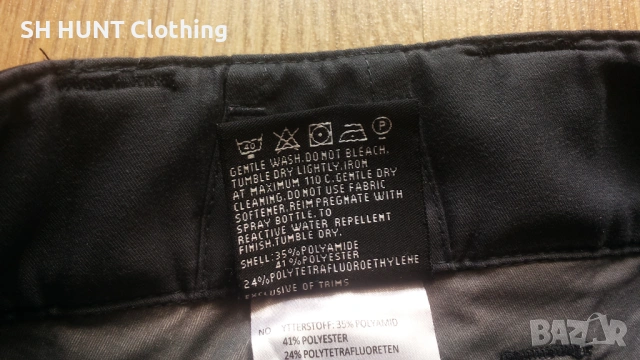 SH HUNT Clothing
40
P
GENTLE WASH.DO NOT BLEACH.
TUMBLE DRY LIGHTLY.IRON
AT MAXIMUM 110 C.GENTLE DRY
CLEANING.DO NOT USE FABRIC
SOFTENER.REIMPREGNATE WITH
SPRAY BOTTLE.TO
REACTIVE WATER REPELLENT
FINISH.TUMBLE DRY.
SHELL:35%POLYAMIDE
41%POLYESTER
24%POLYTETRAFLUOROETHYLEHE
EXCLUSIVE OF TRIMS
NO YTTERSTOFF: 35% POLYAMID
41% POLYESTER
24% POLYTETRAFLUORETEN
BAZAR